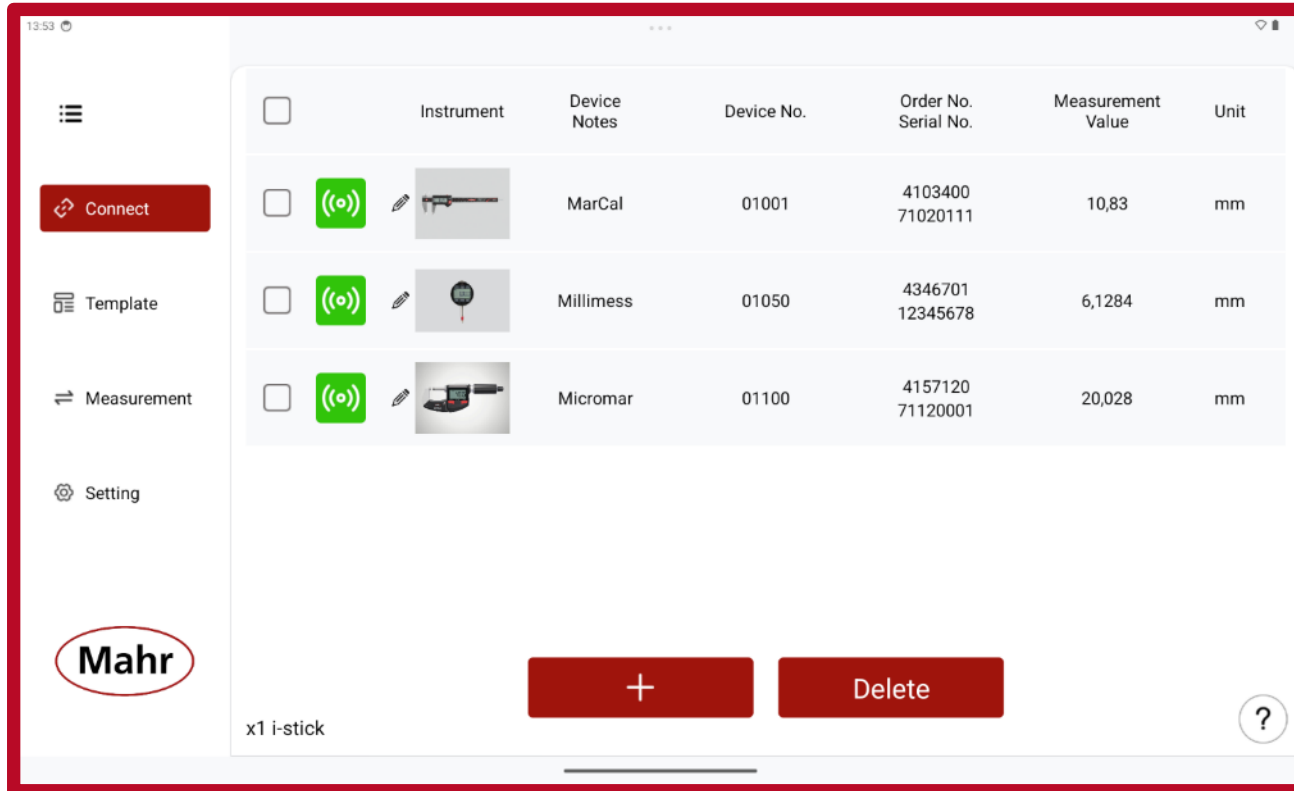 13:53
Instrument
Device
Notes
Device No.
Order No.
Serial No.
Measurement
Value
Unit
Connect
MarCal
01001
4103400
71020111
10,83
mm
Template
Millimess
01050
4346701
12345678
6,1284
mm
Measurement
Micromar
01100
4157120
71120001
20,028
mm
Setting
Mahr
+
Delete
x1 i-stick
?